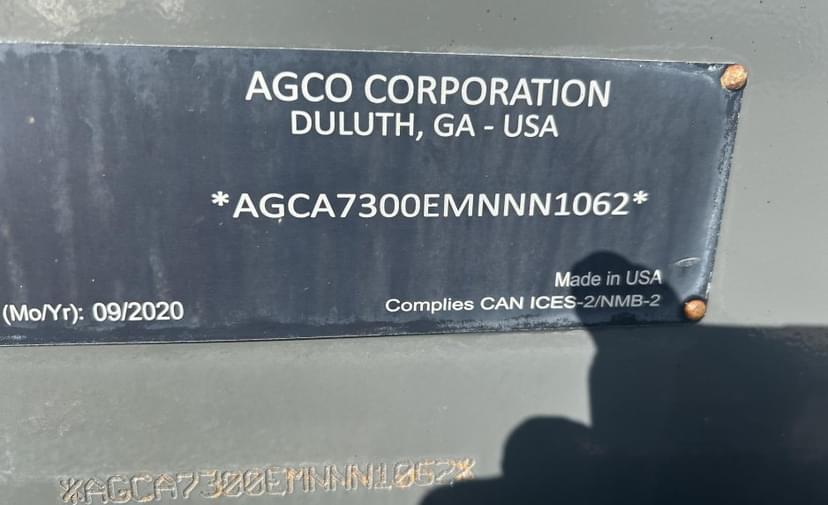 AGCO CORPORATION
DULUTH, GA - USA
*AGCA7300EMNNN1062*
Made in USA
(Mo/Yr): 09/2020
Complies CAN ICES-2/NMB-2
*AGCA7300EMNNN1062*